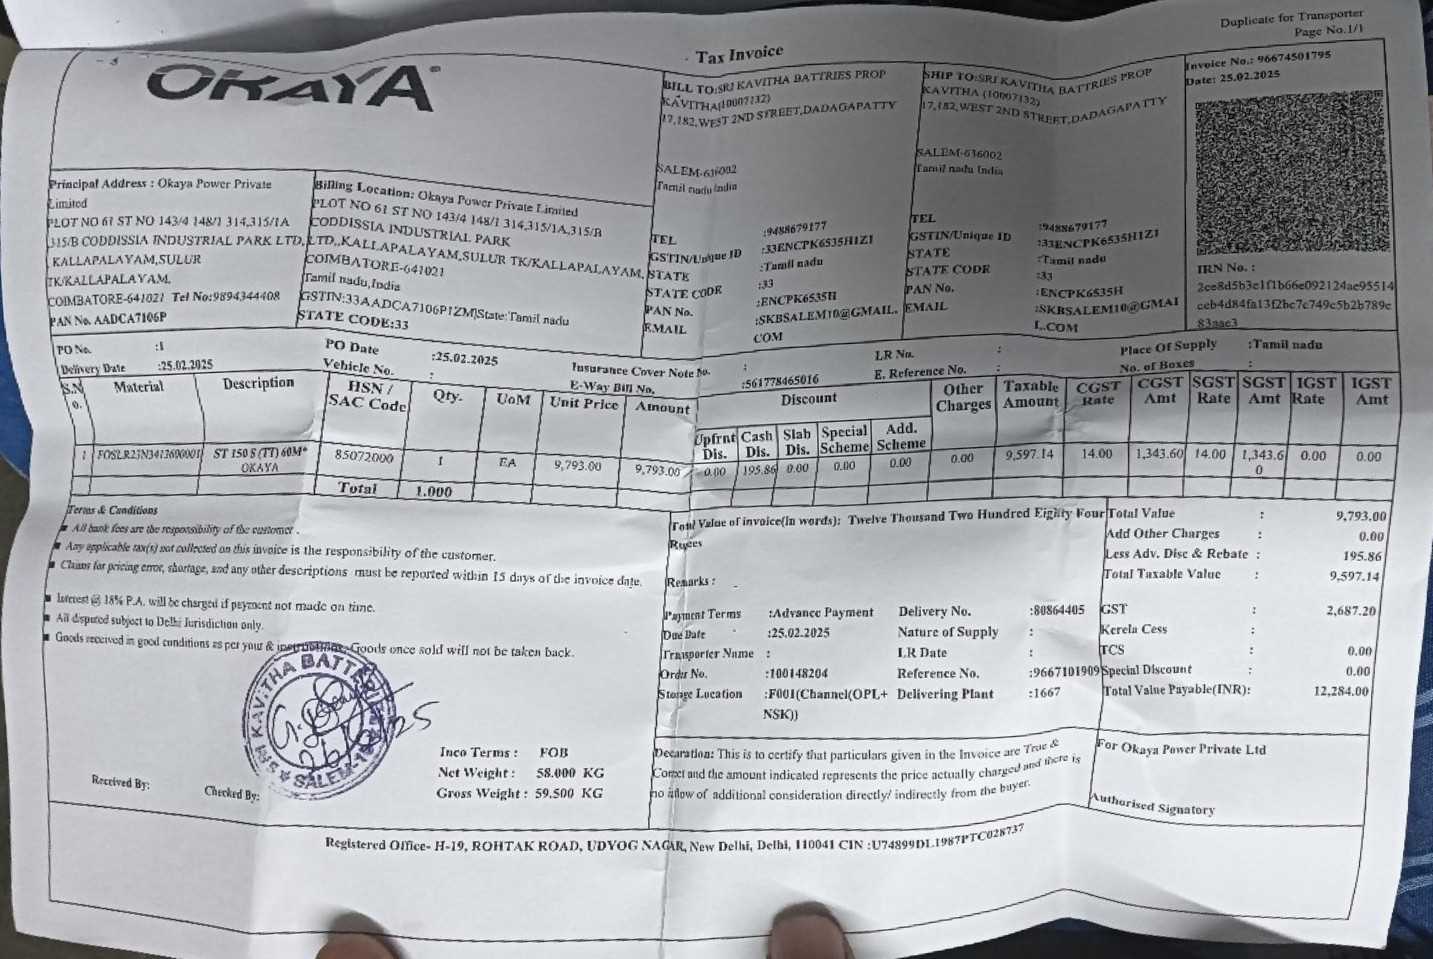 Duplicate for Transporter
Page No.1/1
Tax Invoice
OKAYA
BILL TO:SRI KAVITHA BATTRIES PROP
KAVITHA(10007132)
17,182,WEST 2ND STREET,DADAGAPATTY
SALEM-636002
Tamil nadu India
TEL :9488679177
GSTIN/Unique ID :33ENCPK6535H1Z1
STATE :Tamil nadu
STATE CODE :33
PAN No. :ENCPK6535H
EMAIL :SKBSALEM10@GMAIL.
COM
SHIP TO:SRI KAVITHA BATTRIES PROP
KAVITHA (10007132)
17,182,WEST 2ND STREET,DADAGAPATTY
SALEM-636002
Tamil nadu India
TEL :9488679177
GSTIN/Unique ID :33ENCPK6535H1Z1
STATE :Tamil nadu
STATE CODE :33
PAN No. :ENCPK6535H
EMAIL :SKBSALEM10@GMAI
L.COM
Invoice No.: 96674501795
Date: 25.02.2025
IRN No. :
2ce8d5b3e1f1b66e092124ae95514
ceb4d84fa13f2bc7c749c5b2b789c
83aae3
Principal Address : Okaya Power Private
Limited
PLOT NO 61 ST NO 143/4 148/1 314,315/1A
315/B CODDISSIA INDUSTRIAL PARK LTD,
KALLAPALAYAM,SULUR
TK/KALLAPALAYAM,
COIMBATORE-641021 Tel No:9894344408
PAN No. AADCA7106P
Billing Location: Okaya Power Private Limited
PLOT NO 61 ST NO 143/4 148/1 314,315/1A,315/B
CODDISSIA INDUSTRIAL PARK
LTD,,KALLAPALAYAM,SULUR TK/KALLAPALAYAM,
COIMBATORE-641021
Tamil nadu,India
GSTIN:33AADCA7106P1ZM|State:Tamil nadu
STATE CODE:33
PO No. :1
PO Date :25.02.2025
Insurance Cover Note No. :
LR No. :
Place Of Supply :Tamil nadu
Delivery Date :25.02.2025
Vehicle No. :
E-Way Bill No. :561778465016
E. Reference No. :
No. of Boxes :
S.N
o. Material Description HSN /
SAC Code Qty. UoM Unit Price Amount Discount Other
Charges Taxable
Amount CGST
Rate CGST
Amt SGST
Rate SGST
Amt IGST
Rate IGST
Amt
Upfrnt
Dis. Cash
Dis. Slab
Dis. Special
Scheme Add.
Scheme
1 FOSLR23N3413600001 ST 150 S (TT) 60M*
OKAYA 85072000 1 EA 9,793.00 9,793.00 0.00 195.86 0.00 0.00 0.00 0.00 9,597.14 14.00 1,343.60 14.00 1,343.6
0 0.00 0.00
Total 1.000
Terms & Conditions
All bank fees are the responsibility of the customer .
Any applicable tax(s) not collected on this invoice is the responsibility of the customer.
Claims for pricing error, shortage, and any other descriptions must be reported within 15 days of the invoice date.
Interest @ 18% P.A. will be charged if payment not made on time.
All disputed subject to Delhi Jurisdiction only.
Goods received in good conditions as per your & instructions. Goods once sold will not be taken back.
Total Value of invoice(In words): Twelve Thousand Two Hundred Eighty Four
Rupees
Remarks :
Payment Terms :Advance Payment Delivery No. :80864405
Due Date :25.02.2025 Nature of Supply :
Transporter Name : LR Date :
Order No. :100148204 Reference No. :9667101909
Storage Location :F001(Channel(OPL+ Delivering Plant :1667
NSK))
Total Value : 9,793.00
Add Other Charges : 0.00
Less Adv. Disc & Rebate : 195.86
Total Taxable Value : 9,597.14
GST : 2,687.20
Kerela Cess :
TCS : 0.00
Special Discount : 0.00
Total Value Payable(INR): 12,284.00
SRI KAVITHA BATTERIES
SALEM
Received By:
Checked By:
Inco Terms : FOB
Net Weight : 58.000 KG
Gross Weight : 59.500 KG
Decaration: This is to certify that particulars given in the Invoice are True &
Correct and the amount indicated represents the price actually charged and there is
no inflow of additional consideration directly/ indirectly from the buyer.
For Okaya Power Private Ltd
Authorised Signatory
Registered Office- H-19, ROHTAK ROAD, UDYOG NAGAR, New Delhi, Delhi, 110041 CIN :U74899DL1987PTC028737